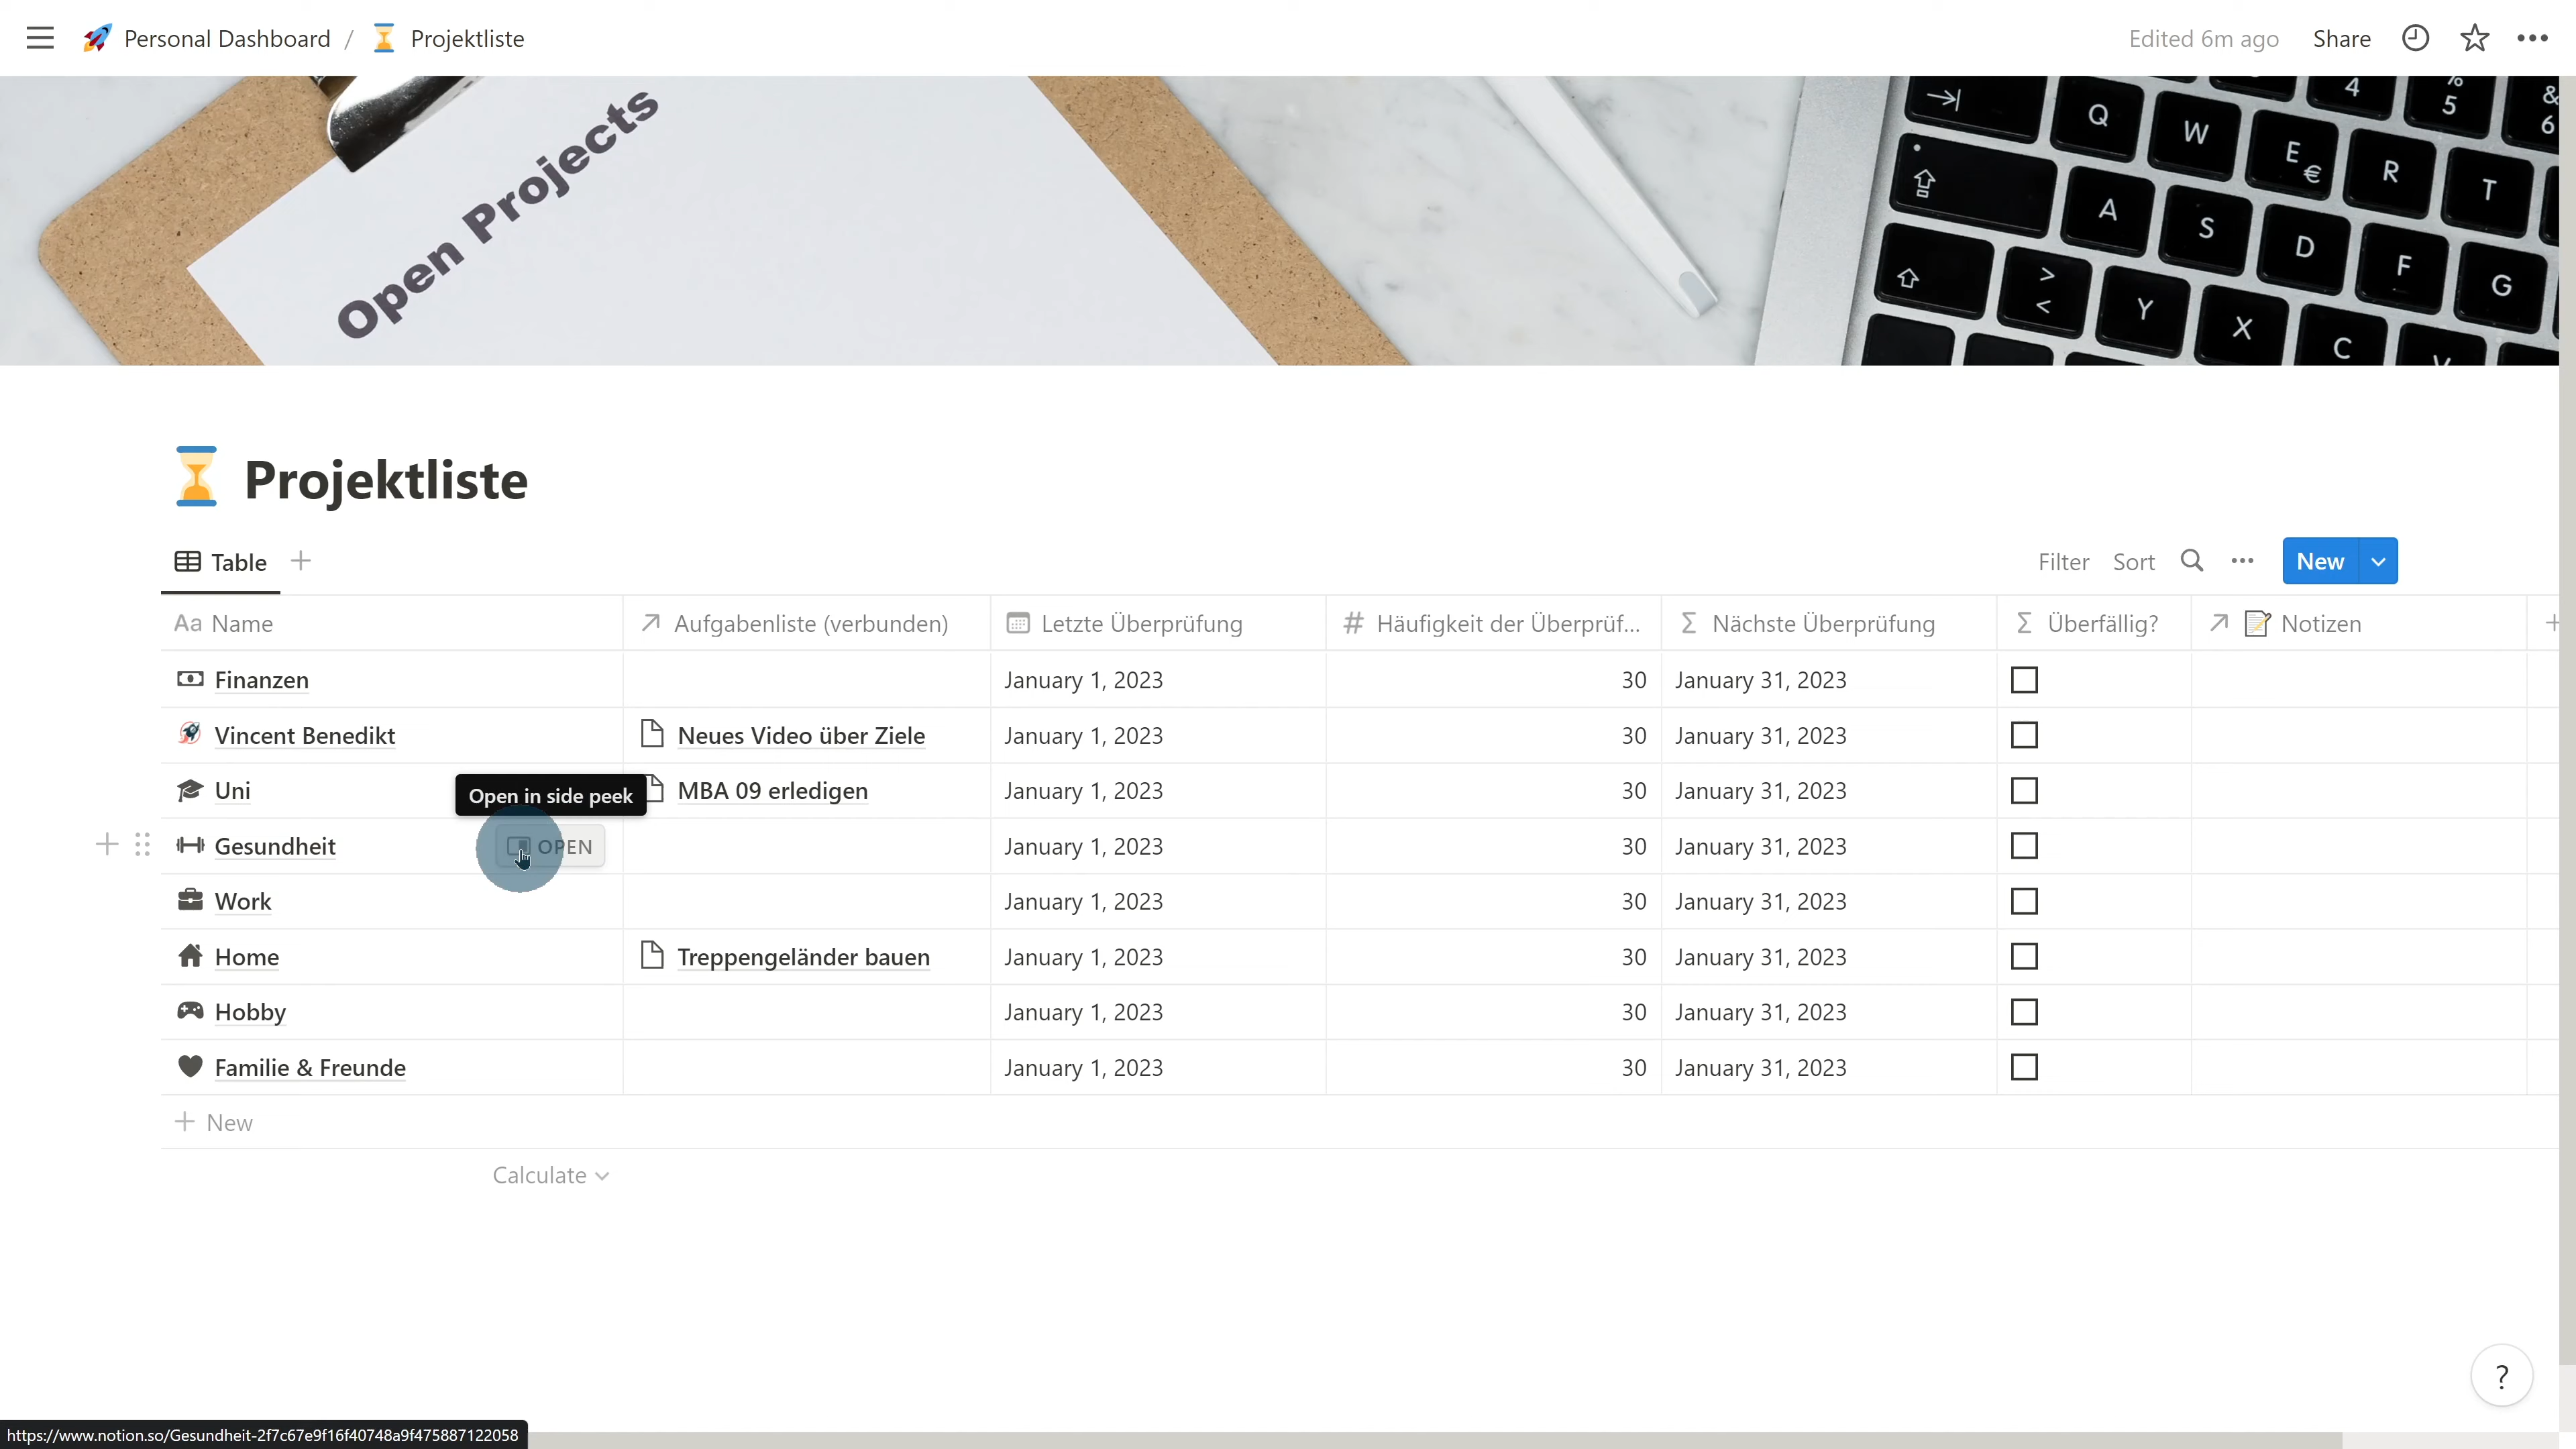 Personal Dashboard / Projektliste
Edited 6m ago Share
Open Projects
4 % 5 & 6
Q W E € R T
A S D F G
> < Y X C V
Projektliste
Table
Filter Sort New
Aa Name Aufgabenliste (verbunden) Letzte Überprüfung # Häufigkeit der Überprüf... Σ Nächste Überprüfung Σ Überfällig? Notizen
Finanzen January 1, 2023 30 January 31, 2023
Vincent Benedikt Neues Video über Ziele January 1, 2023 30 January 31, 2023
Uni MBA 09 erledigen January 1, 2023 30 January 31, 2023
Open in side peek
Gesundheit OPEN January 1, 2023 30 January 31, 2023
Work January 1, 2023 30 January 31, 2023
Home Treppengeländer bauen January 1, 2023 30 January 31, 2023
Hobby January 1, 2023 30 January 31, 2023
Familie & Freunde January 1, 2023 30 January 31, 2023
+ New
Calculate
?
https://www.notion.so/Gesundheit-2f7c67e9f16f40748a9f475887122058